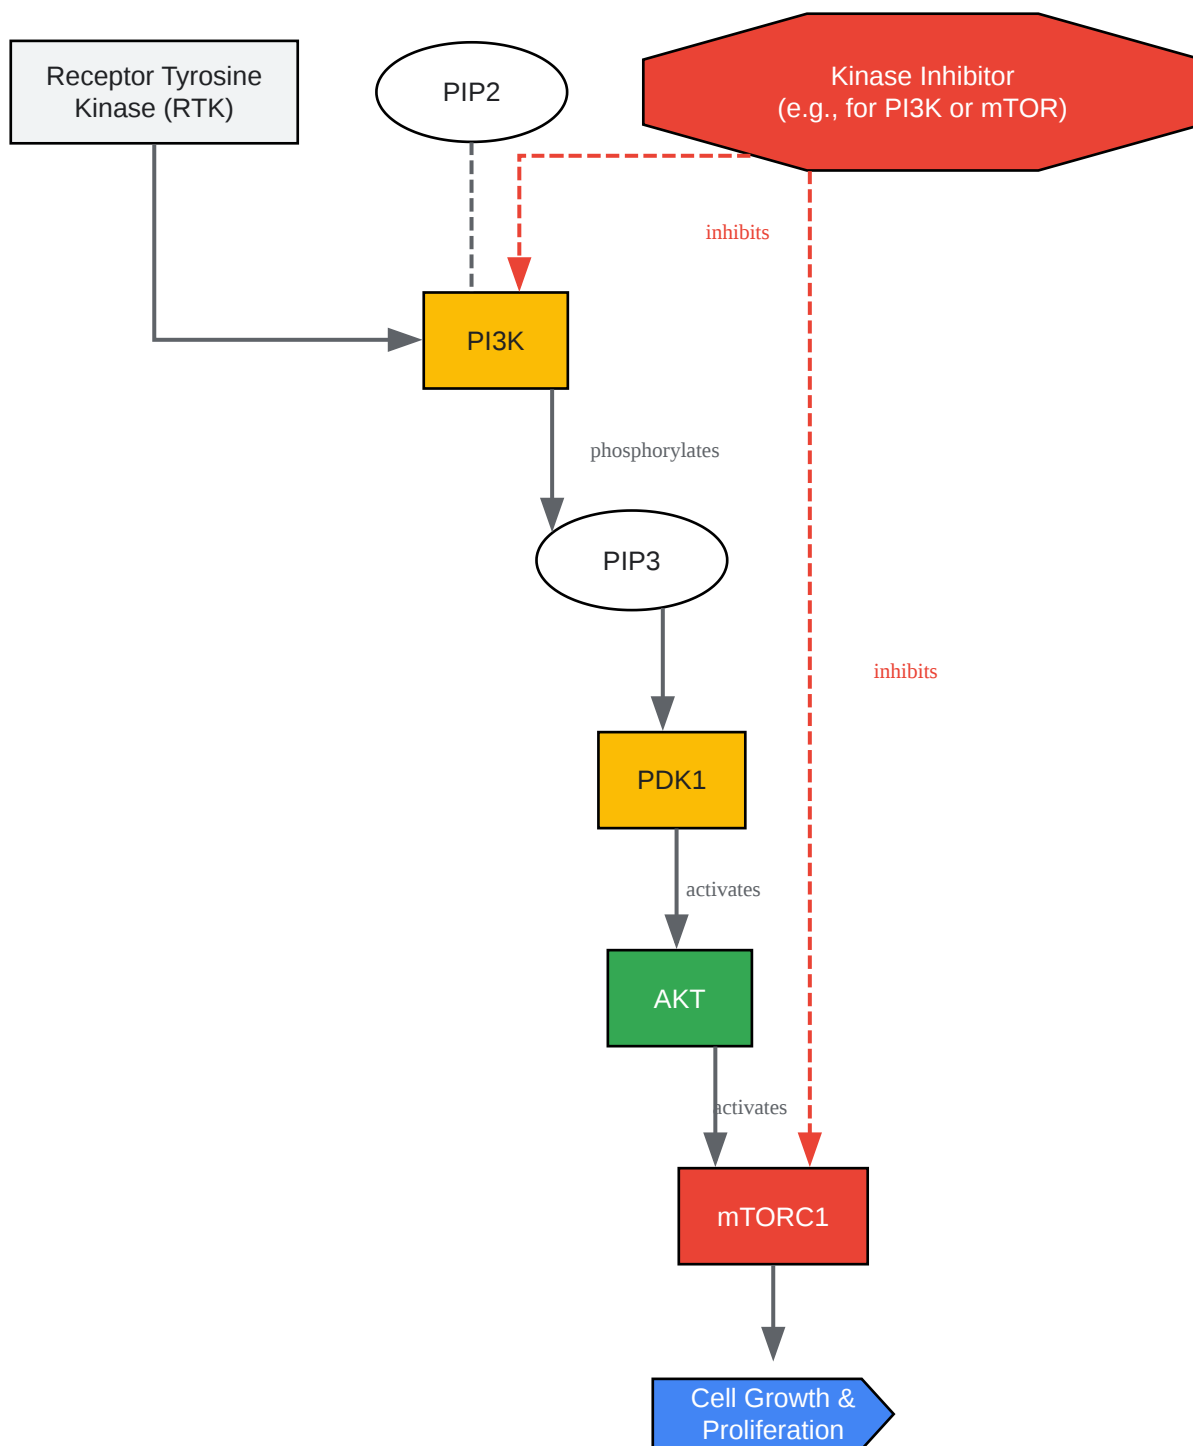 Receptor Tyrosine
Kinase (RTK)
PIP2
Kinase Inhibitor
(e.g., for PI3K or mTOR)
inhibits
PI3K
phosphorylates
PIP3
inhibits
PDK1
activates
AKT
activates
mTORC1
Cell Growth &
Proliferation